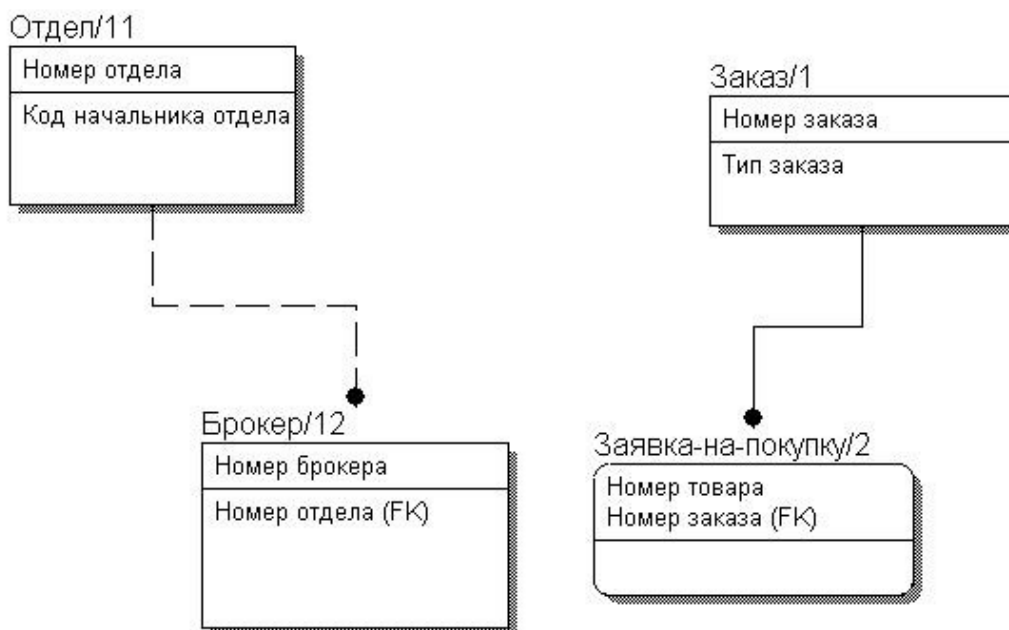 Отдел/11
Номер отдела
Код начальника отдела
Заказ/1
Номер заказа
Тип заказа
Брокер/12
Номер брокера
Номер отдела (FK)
Заявка-на-покупку/2
Номер товара
Номер заказа (FK)